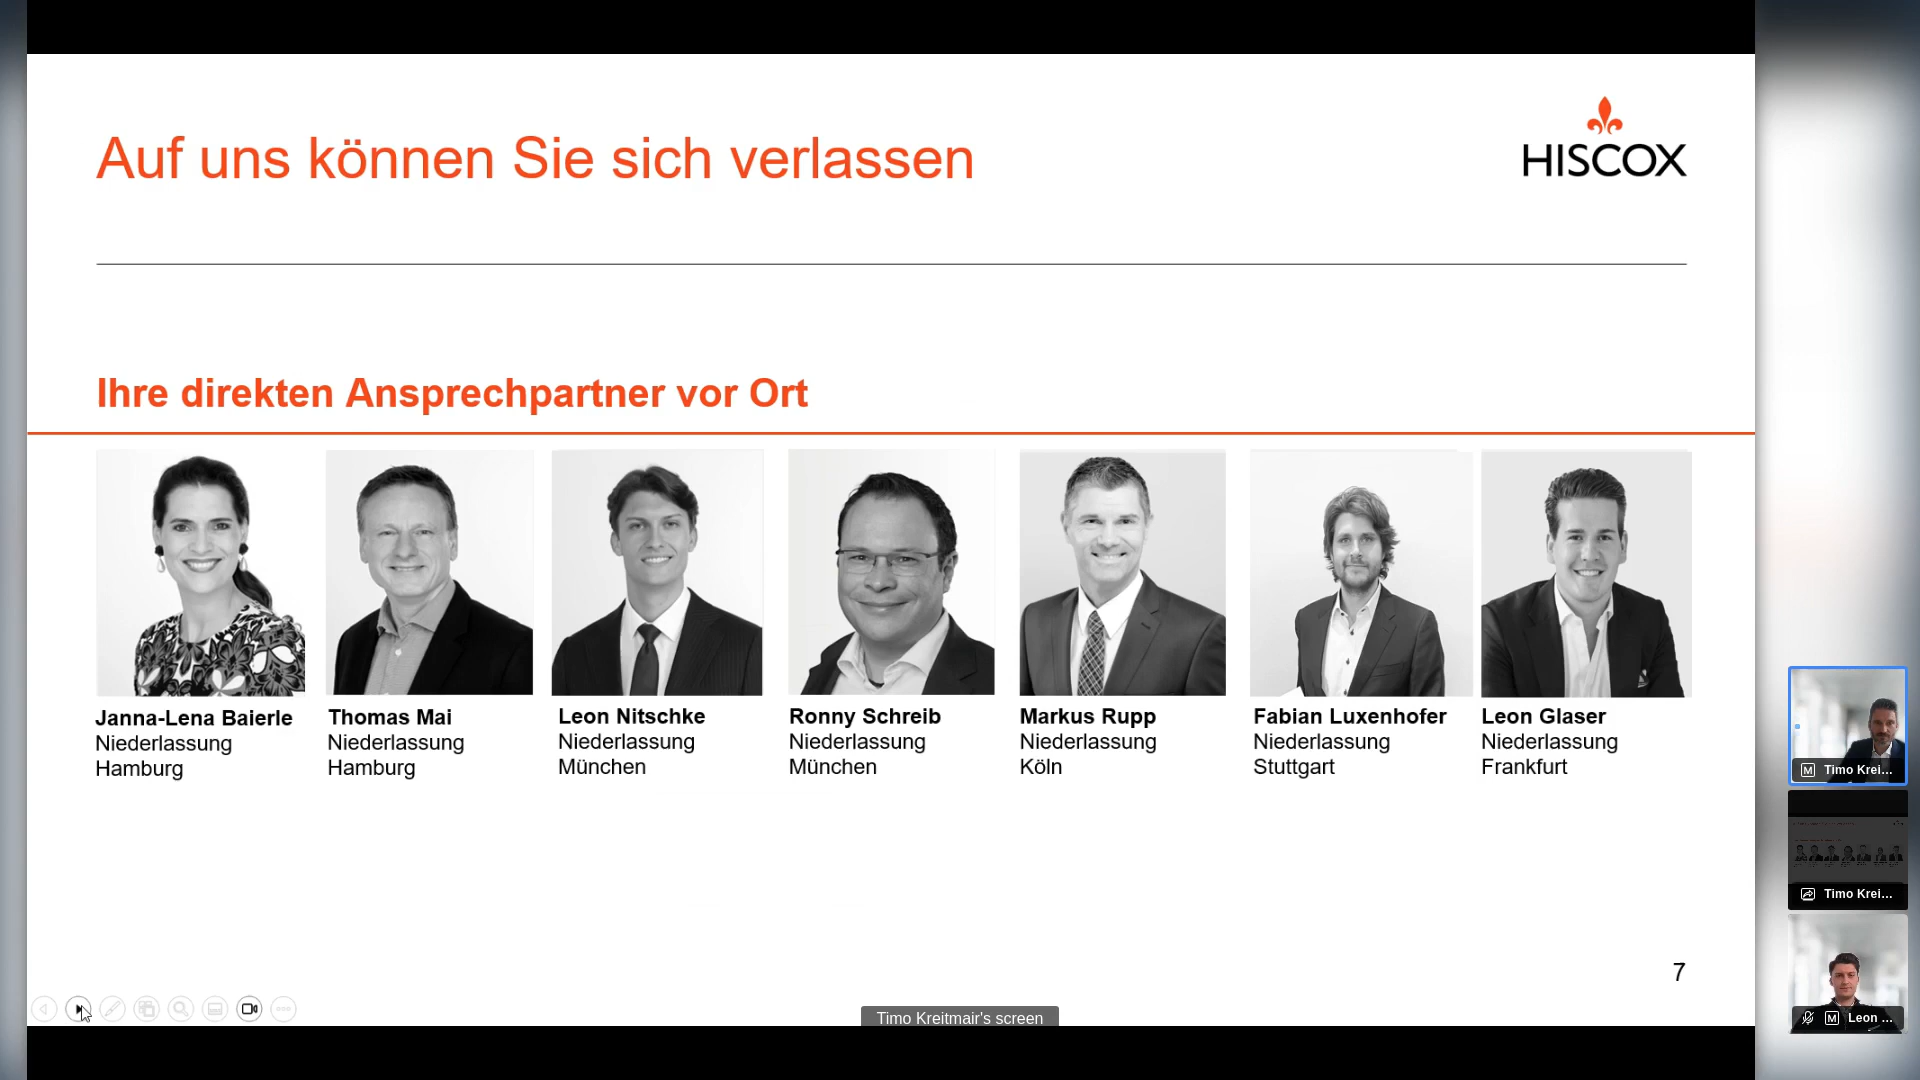 Auf uns können Sie sich verlassen
HISCOX
Ihre direkten Ansprechpartner vor Ort
Janna-Lena Baierle
Niederlassung
Hamburg
Thomas Mai
Niederlassung
Hamburg
Leon Nitschke
Niederlassung
München
Ronny Schreib
Niederlassung
München
Markus Rupp
Niederlassung
Köln
Fabian Luxenhofer
Niederlassung
Stuttgart
Leon Glaser
Niederlassung
Frankfurt
7
Timo Kreitmair's screen
M Timo Krei...
Timo Krei...
M Leon ...